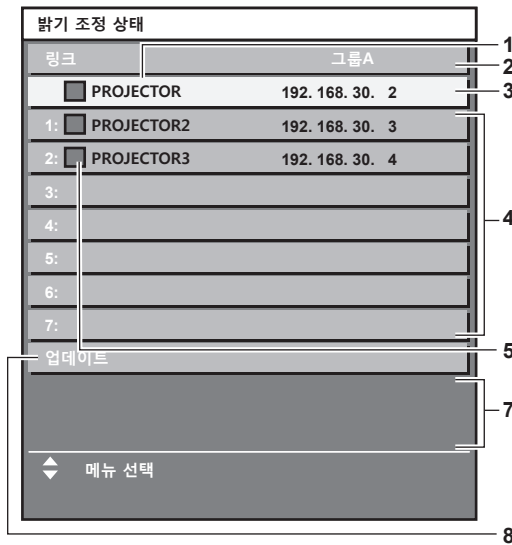 밝기 조정 상태
링크 그룹A
PROJECTOR 192. 168. 30. 2
1: PROJECTOR2 192. 168. 30. 3
2: PROJECTOR3 192. 168. 30. 4
3:
4:
5:
6:
7:
업데이트
메뉴 선택
1
2
3
4
5
7
8